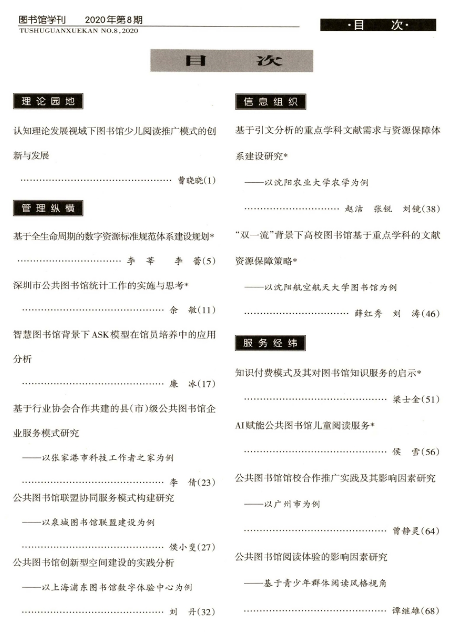 图书馆学刊 2020年第8期
TUSHUGUANXUEKAN NO.8, 2020
·目 次·
目 次
理论园地
认知理论发展视域下图书馆少儿阅读推广模式的创
新与发展
…………………………………………曹晓晓(1)
管理纵横
基于全生命周期的数字资源标准规范体系建设规划*
……………………………李 苓 李 蕾(5)
深圳市公共图书馆统计工作的实施与思考*
…………………………………………余 敏(11)
智慧图书馆背景下ASK模型在馆员培养中的应用
分析
…………………………………………廉 冰(17)
基于行业协会合作共建的县(市)级公共图书馆企
业服务模式研究
——以张家港市科技工作者之家为例
…………………………………………李 倩(23)
公共图书馆联盟协同服务模式构建研究
——以泉城图书馆联盟建设为例
…………………………………………侯小雯(27)
公共图书馆创新型空间建设的实践分析
——以上海浦东图书馆数字体验中心为例
…………………………………………刘 丹(32)
信息组织
基于引文分析的重点学科文献需求与资源保障体
系建设研究*
——以沈阳农业大学农学为例
……………………………赵洁 张锐 刘镜(38)
“双一流”背景下高校图书馆基于重点学科的文献
资源保障策略*
——以沈阳航空航天大学图书馆为例
……………………………薛红秀 刘 涛(46)
服务经纬
知识付费模式及其对图书馆知识服务的启示*
…………………………………………梁士金(51)
AI赋能公共图书馆儿童阅读服务*
…………………………………………侯 雪(56)
公共图书馆馆校合作推广实践及其影响因素研究
——以广州市为例
…………………………………………曾静灵(64)
公共图书馆阅读体验的影响因素研究
——基于青少年群体阅读风格视角
…………………………………………谭继雄(68)